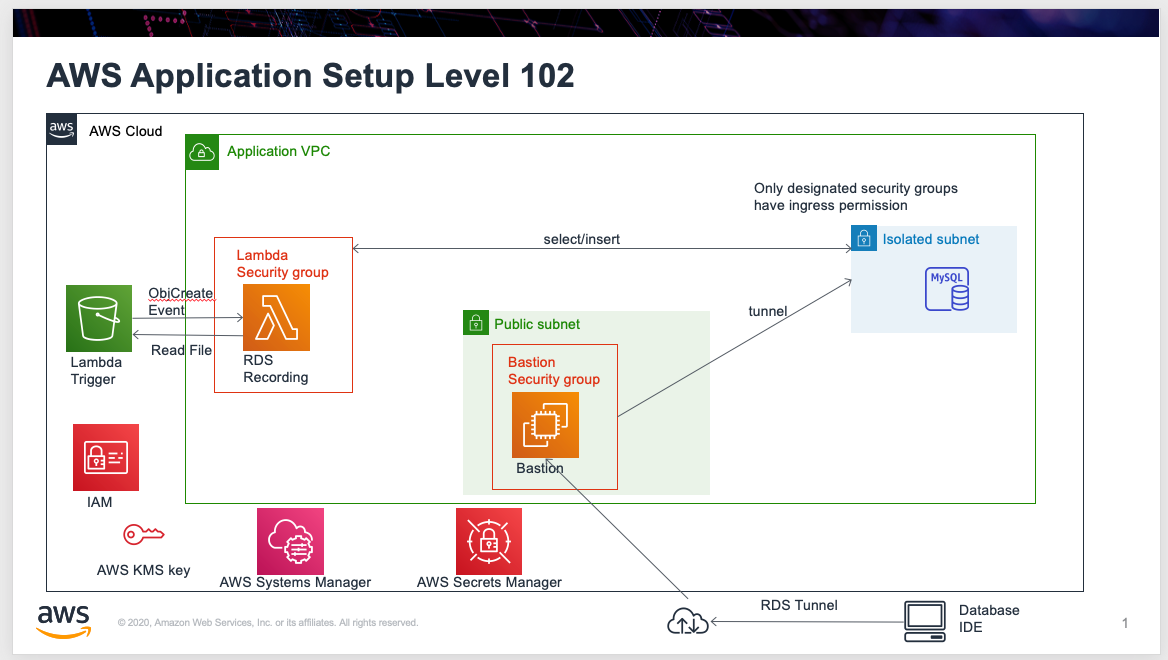 AWS Application Setup Level 102
aws
AWS Cloud
Application VPC
Only designated security groups
have ingress permission
select/insert
Isolated subnet
MySQL
Lambda
Security group
ObjCreate
Event
Read File
RDS
Recording
Lambda
Trigger
Public subnet
tunnel
Bastion
Security group
Bastion
IAM
AWS KMS key
AWS Systems Manager
AWS Secrets Manager
RDS Tunnel
Database
IDE
aws
© 2020, Amazon Web Services, Inc. or its affiliates. All rights reserved.
1